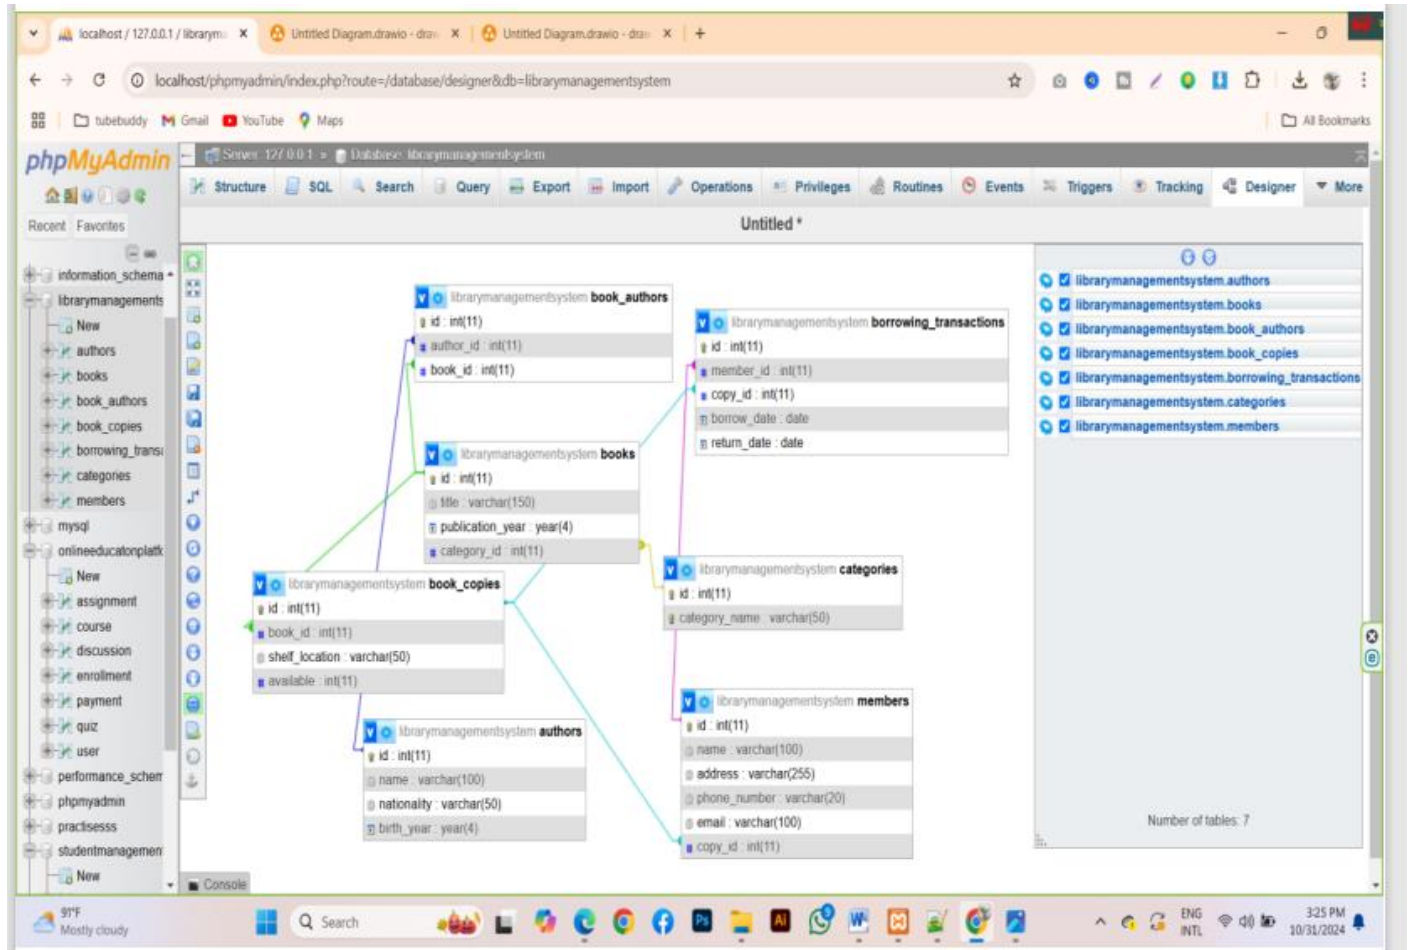 localhost / 127.0.0.1 / librarym
Untitled Diagram.drawio - draw
Untitled Diagram.drawio - draw
localhost/phpmyadmin/index.php?route=/database/designer&db=librarymanagementsystem
tubebuddy
Gmail
YouTube
Maps
All Bookmarks
phpMyAdmin
Recent Favorites
information_schema
librarymanagements
New
authors
books
book_authors
book_copies
borrowing_transa
categories
members
mysql
onlineeducatonplatfo
New
assignment
course
discussion
enrollment
payment
quiz
user
performance_schem
phpmyadmin
practisesss
studentmanagemen
New
Server: 127.0.0.1 » Database: librarymanagementsystem
Structure SQL Search Query Export Import Operations Privileges Routines Events Triggers Tracking Designer More
Untitled *
librarymanagementsystem book_authors
id : int(11)
author_id : int(11)
book_id : int(11)
librarymanagementsystem borrowing_transactions
id : int(11)
member_id : int(11)
copy_id : int(11)
borrow_date : date
return_date : date
librarymanagementsystem books
id : int(11)
title : varchar(150)
publication_year : year(4)
category_id : int(11)
librarymanagementsystem categories
id : int(11)
category_name : varchar(50)
librarymanagementsystem book_copies
id : int(11)
book_id : int(11)
shelf_location : varchar(50)
available : int(11)
librarymanagementsystem members
id : int(11)
name : varchar(100)
address : varchar(255)
phone_number : varchar(20)
email : varchar(100)
copy_id : int(11)
librarymanagementsystem authors
id : int(11)
name : varchar(100)
nationality : varchar(50)
birth_year : year(4)
librarymanagementsystem.authors
librarymanagementsystem.books
librarymanagementsystem.book_authors
librarymanagementsystem.book_copies
librarymanagementsystem.borrowing_transactions
librarymanagementsystem.categories
librarymanagementsystem.members
Number of tables: 7
Console
91°F
Mostly cloudy
Search
Ps
Ai
ENG
INTL
3:25 PM
10/31/2024